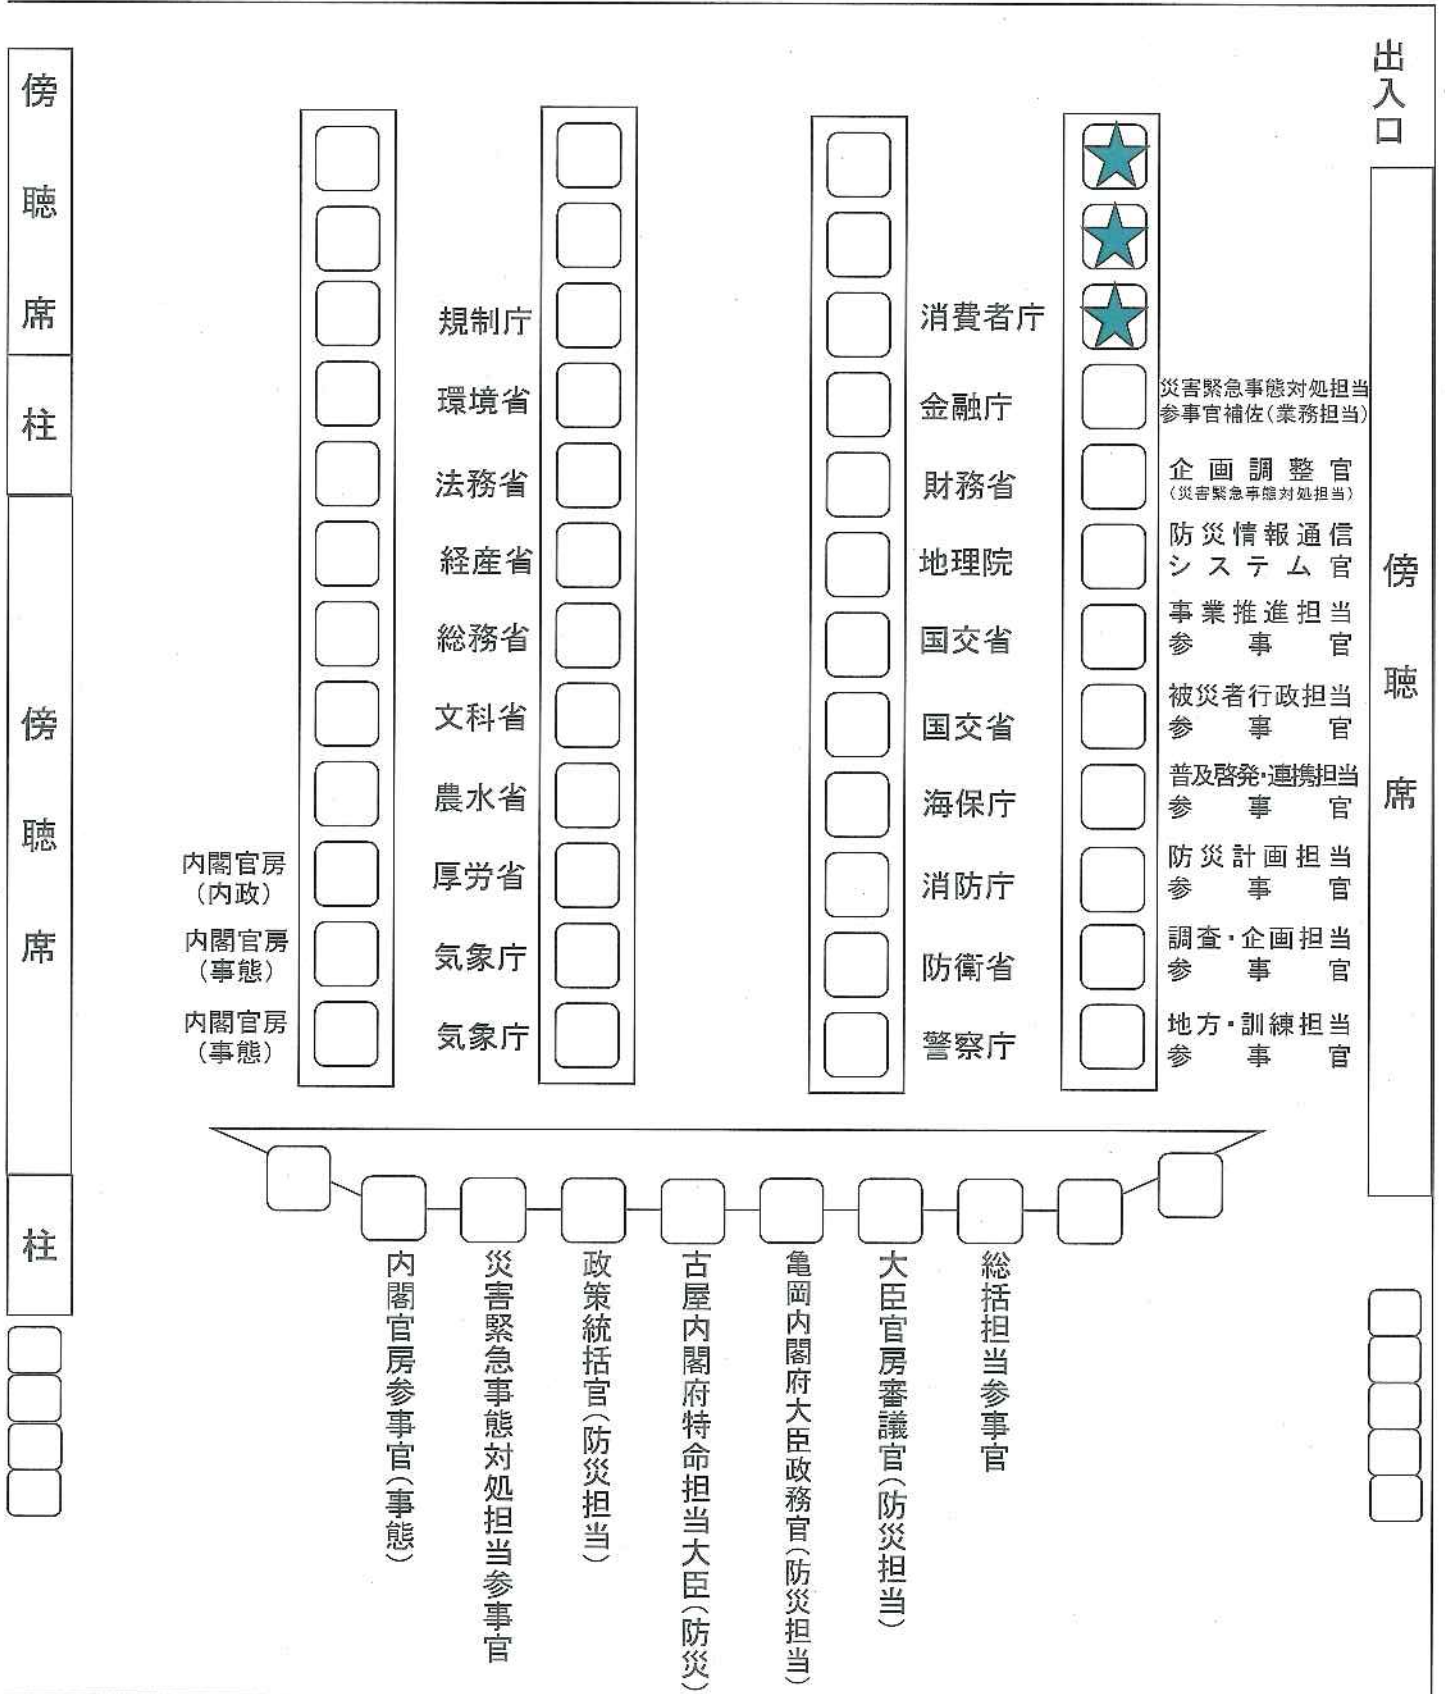 出入口
傍聴席
柱
傍聴席
柱
規制庁
環境省
法務省
経産省
総務省
文科省
農水省
厚労省
気象庁
気象庁
内閣官房
(内政)
内閣官房
(事態)
内閣官房
(事態)
消費者庁
金融庁
財務省
地理院
国交省
国交省
海保庁
消防庁
防衛省
警察庁
災害緊急事態対処担当
参事官補佐(業務担当)
企画調整官
(災害緊急事態対処担当)
防災情報通信
システム官
事業推進担当
参事官
被災者行政担当
参事官
普及啓発・連携担当
参事官
防災計画担当
参事官
調査・企画担当
参事官
地方・訓練担当
参事官
傍聴席
内閣官房参事官(事態)
災害緊急事態対処担当参事官
政策統括官(防災担当)
古屋内閣府特命担当大臣(防災)
亀岡内閣府大臣政務官(防災担当)
大臣官房審議官(防災担当)
総括担当参事官